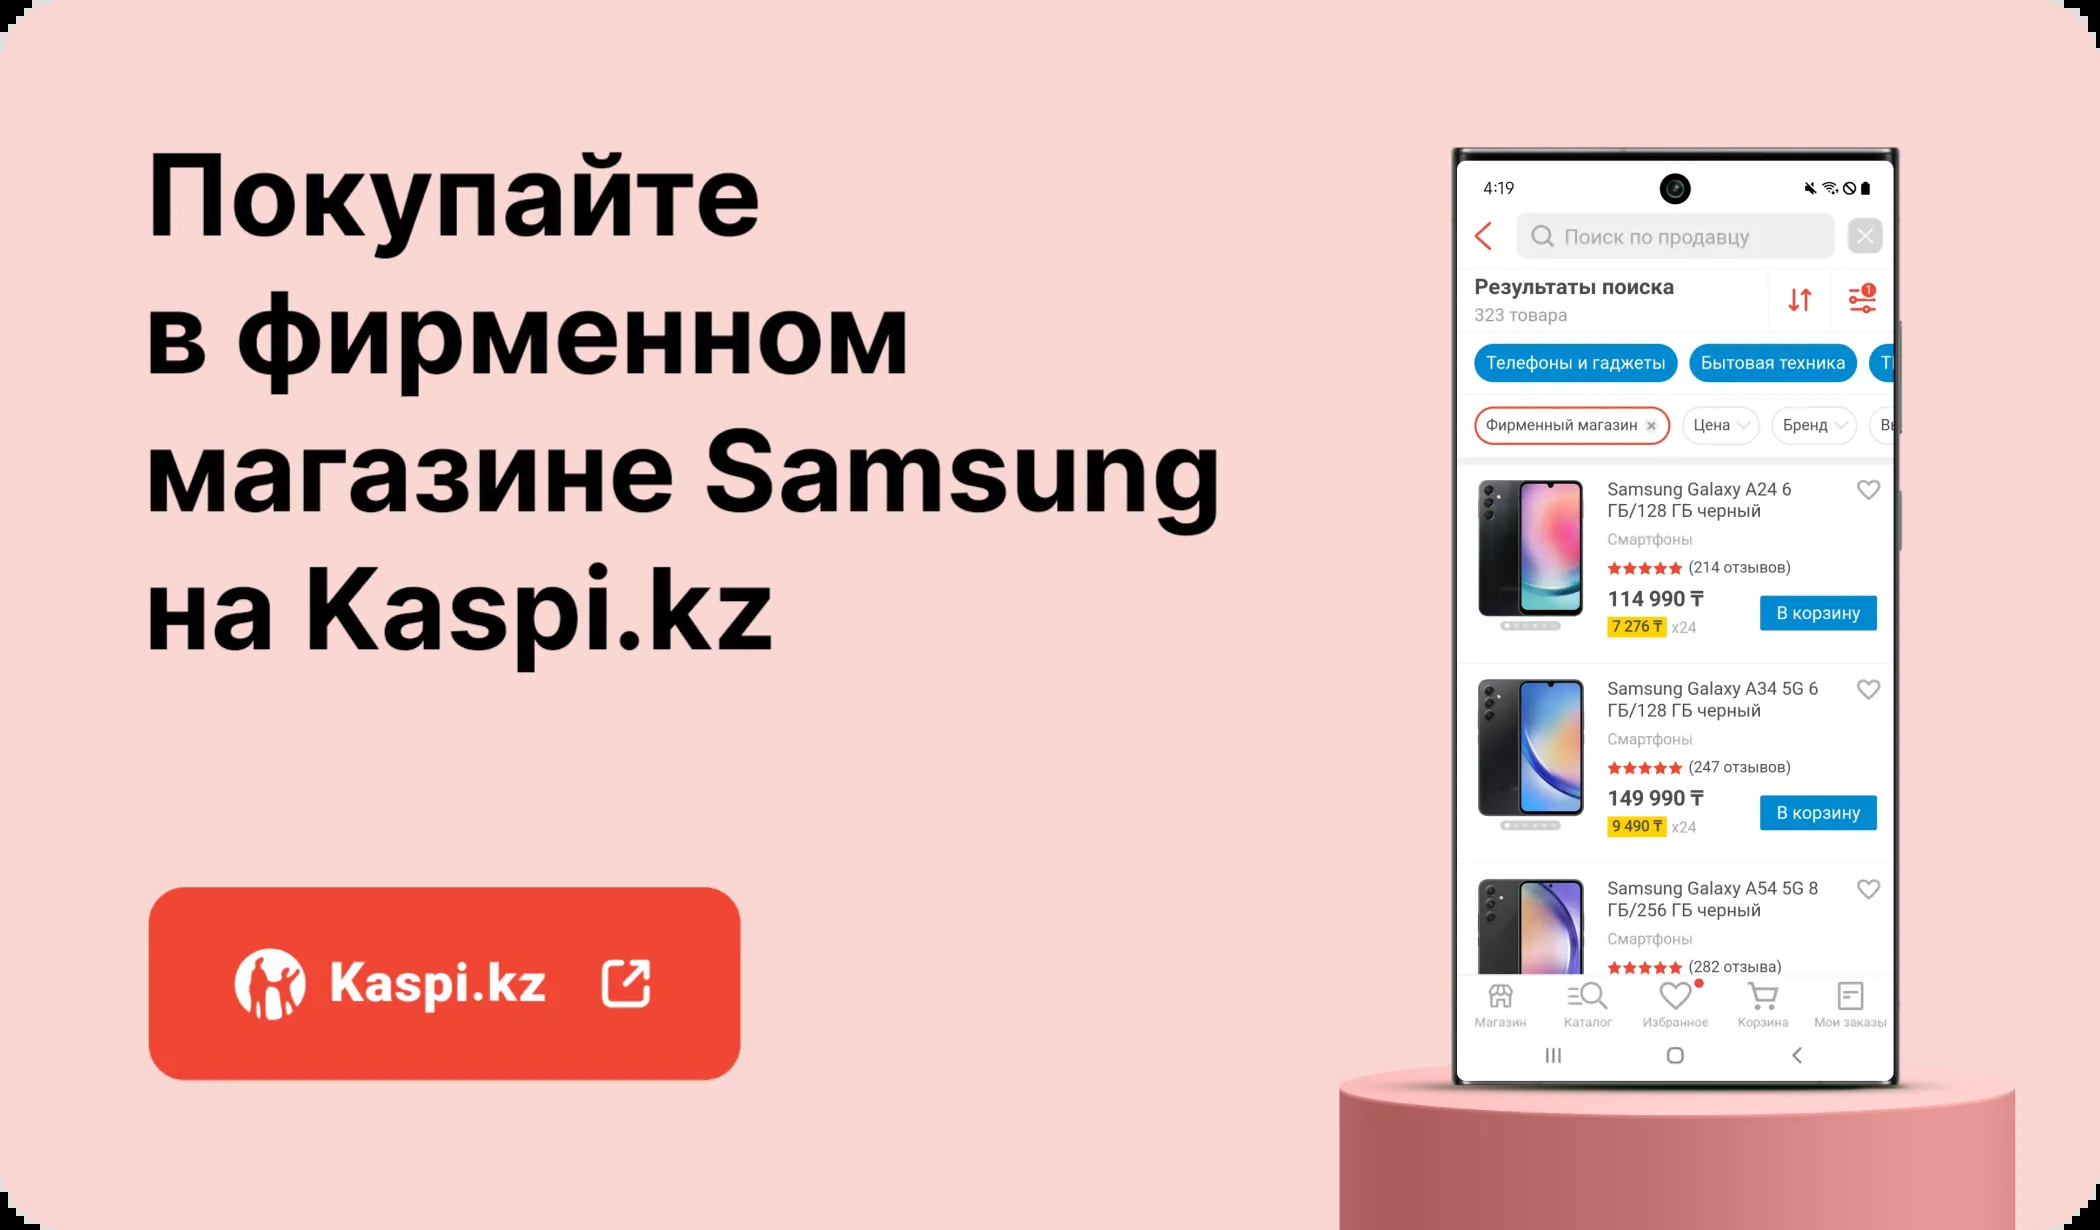 Покупайте
в фирменном
магазине Samsung
на Kaspi.kz
Kaspi.kz
4:19
Поиск по продавцу
Результаты поиска
1
323 товара
Телефоны и гаджеты Бытовая техника
Фирменный магазин Цена Бренд
Samsung Galaxy A24 6
ГБ/128 ГБ черный
Смартфоны
(214 отзывов)
114 990 ₸
7 276 ₸ x24
В корзину
Samsung Galaxy A34 5G 6
ГБ/128 ГБ черный
Смартфоны
(247 отзывов)
149 990 ₸
9 490 ₸ x24
В корзину
Samsung Galaxy A54 5G 8
ГБ/256 ГБ черный
Смартфоны
(282 отзыва)
Магазин Каталог Избранное Корзина Мои заказы